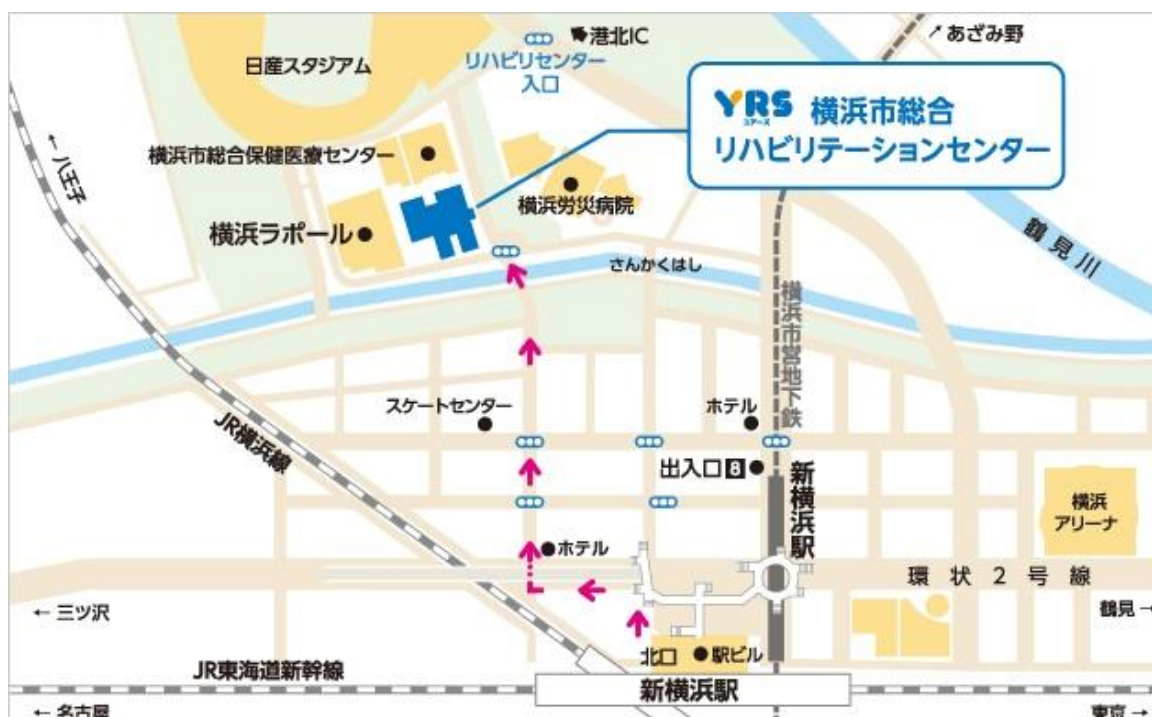 港北IC
あざみ野
日産スタジアム
リハビリセンター
入口
YRS
横浜市総合
リハビリテーションセンター
← 八王子
横浜市総合保健医療センター
横浜労災病院
横浜ラポール
さんかくはし
鶴見川
横浜市営地下鉄
スケートセンター
ホテル
JR横浜線
出入口8
新横浜駅
横浜
アリーナ
ホテル
環状2号線
← 三ツ沢
鶴見 →
北口
駅ビル
JR東海道新幹線
新横浜駅
← 名古屋
東京 →